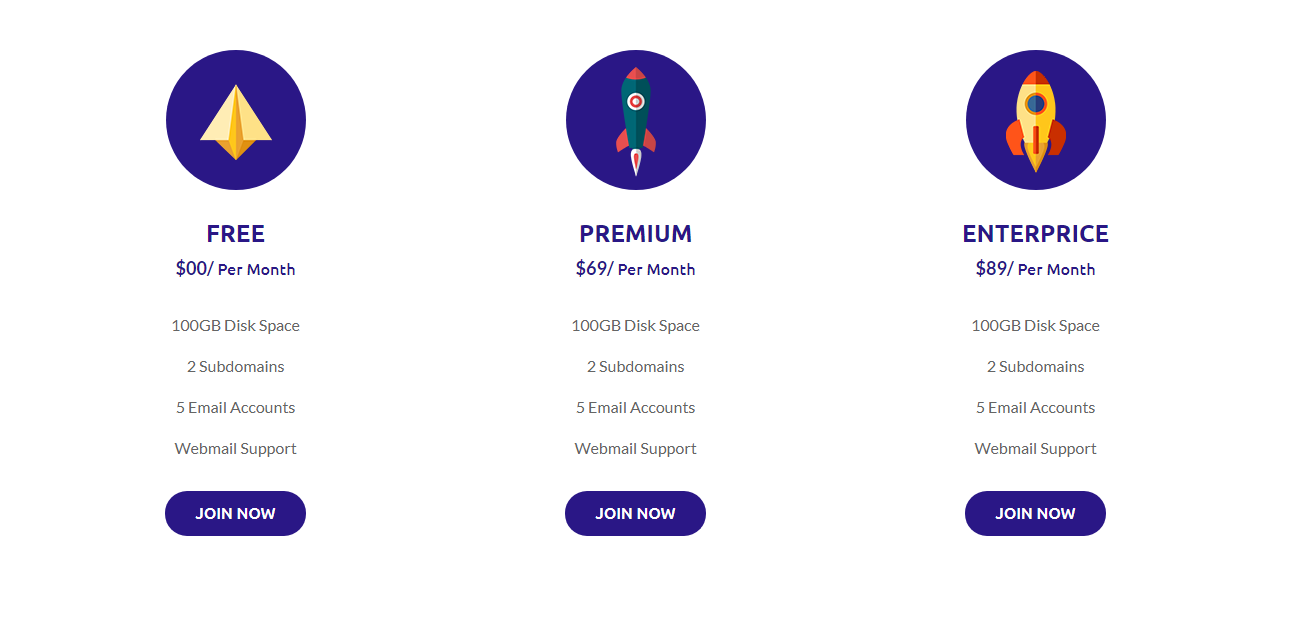 FREE
$00/ Per Month
100GB Disk Space
2 Subdomains
5 Email Accounts
Webmail Support
JOIN NOW
PREMIUM
$69/ Per Month
100GB Disk Space
2 Subdomains
5 Email Accounts
Webmail Support
JOIN NOW
ENTERPRICE
$89/ Per Month
100GB Disk Space
2 Subdomains
5 Email Accounts
Webmail Support
JOIN NOW